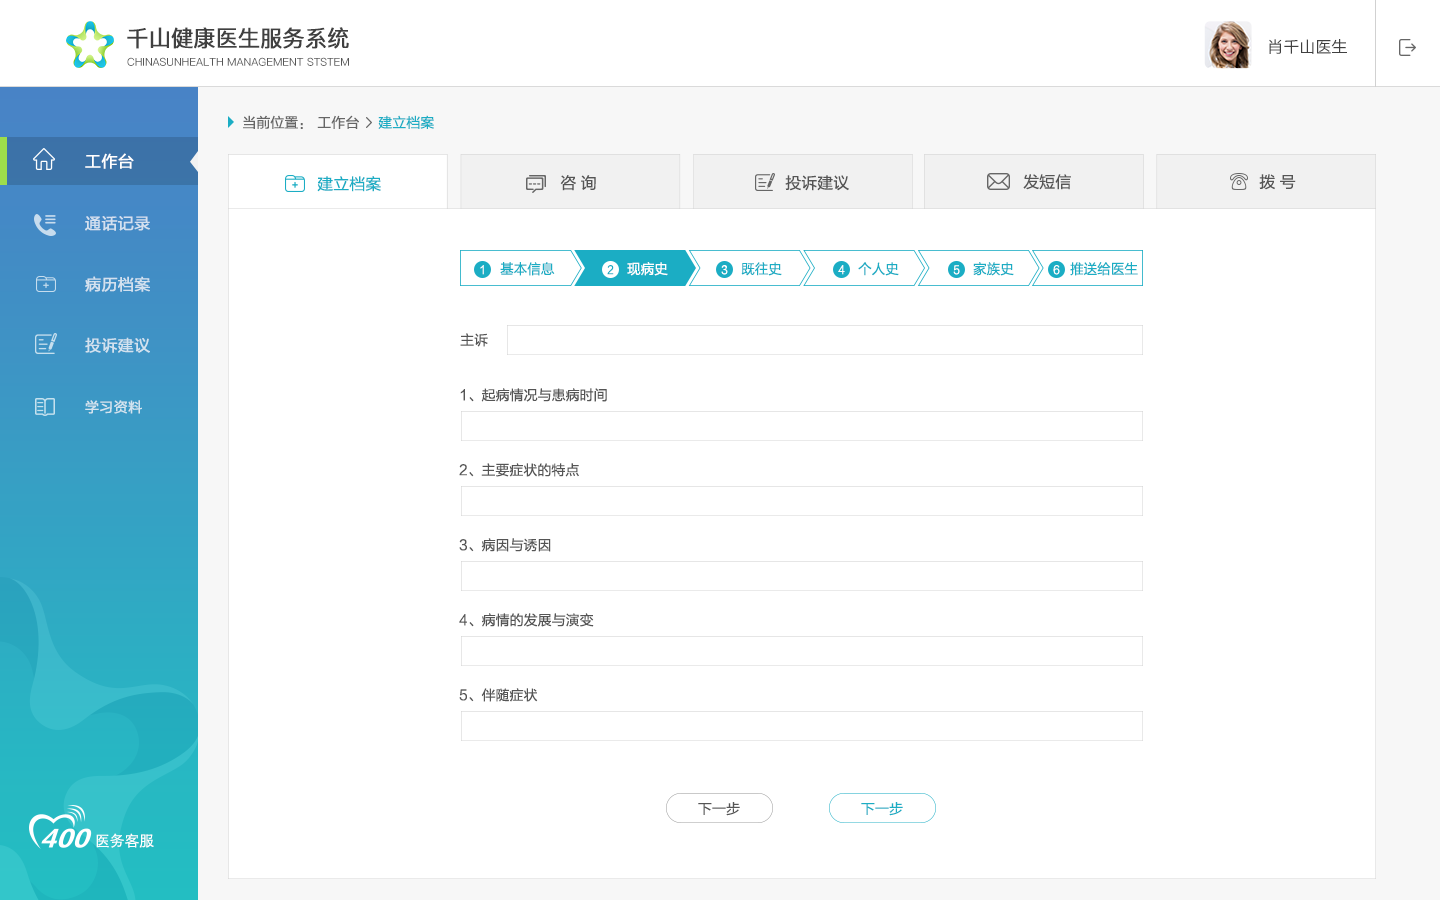 千山健康医生服务系统
CHINASUNHEALTH MANAGEMENT STSTEM
肖千山医生
工作台
通话记录
病历档案
投诉建议
学习资料
400 医务客服
当前位置： 工作台 > 建立档案
建立档案
咨 询
投诉建议
发短信
拨 号
1 基本信息
2 现病史
3 既往史
4 个人史
5 家族史
6 推送给医生
主诉
1、起病情况与患病时间
2、主要症状的特点
3、病因与诱因
4、病情的发展与演变
5、伴随症状
下一步
下一步